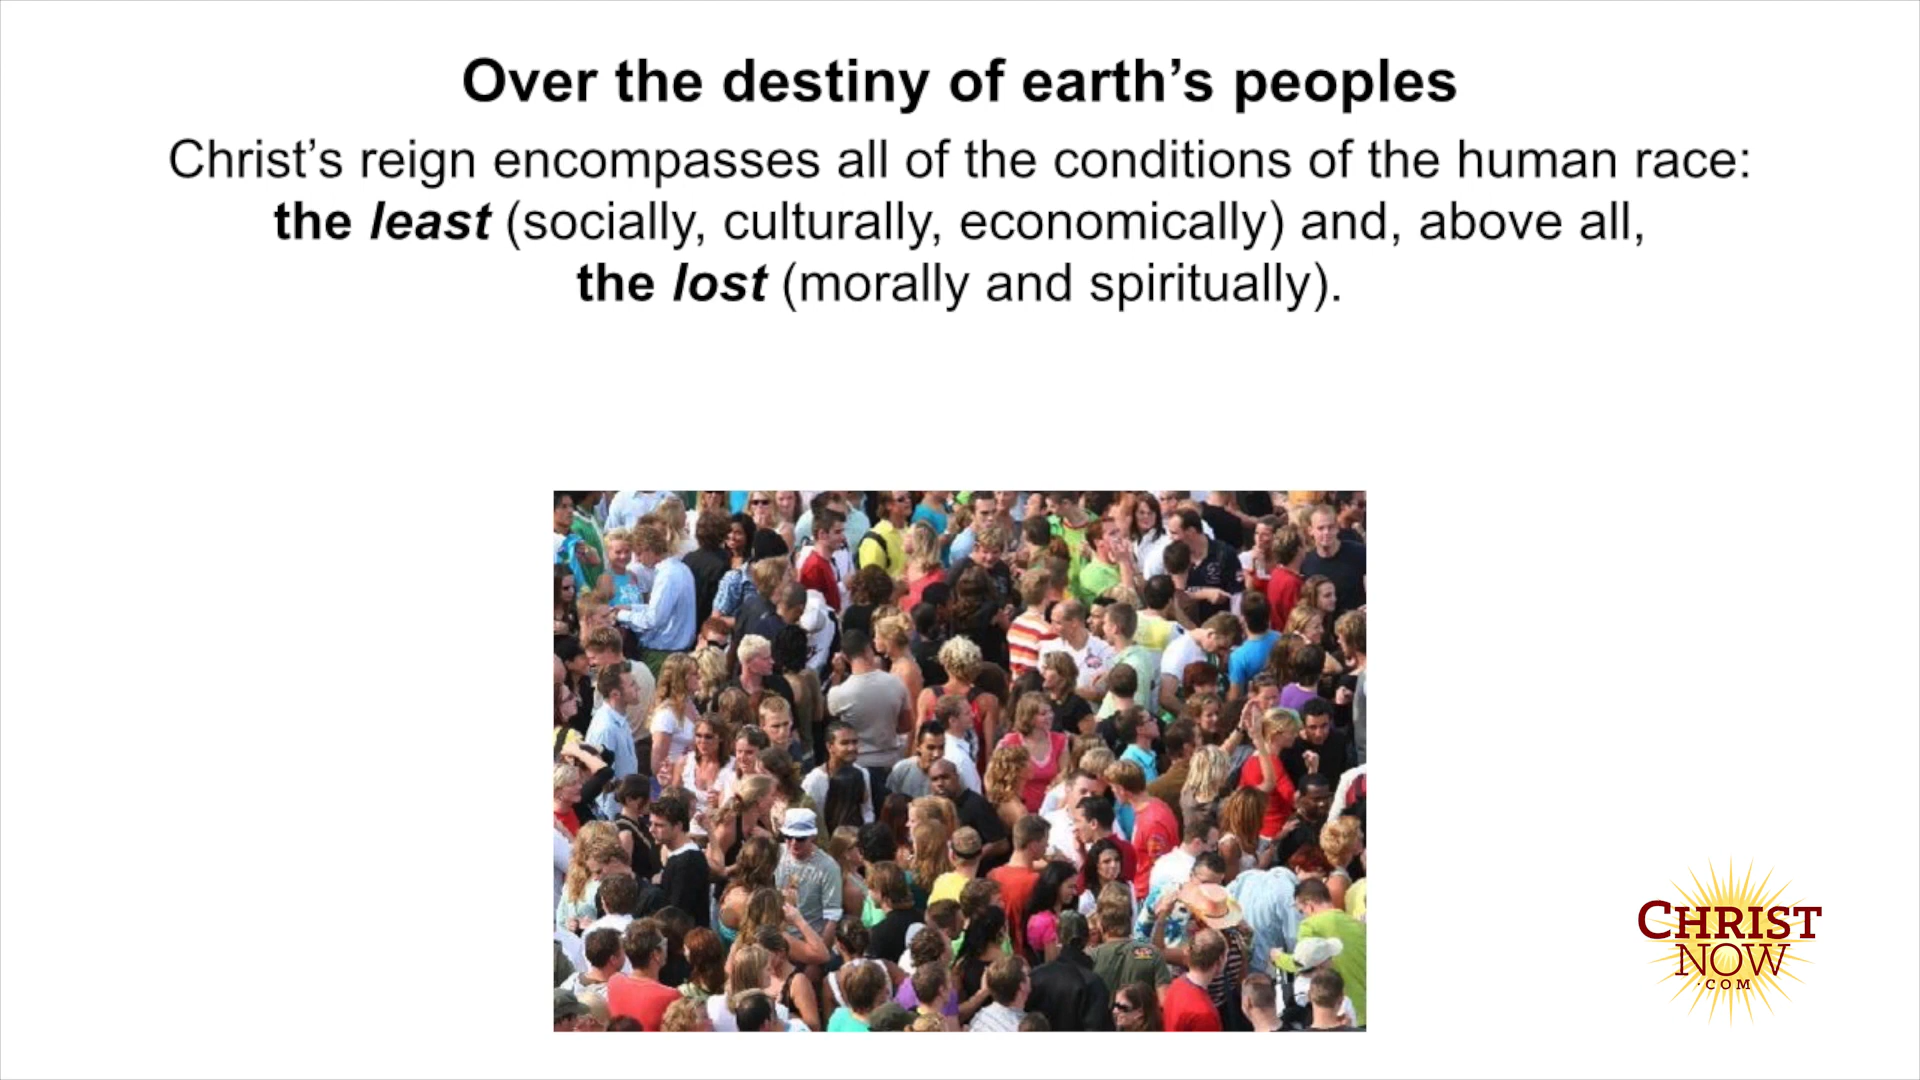 Over the destiny of earth’s peoples
Christ’s reign encompasses all of the conditions of the human race:
the least (socially, culturally, economically) and, above all,
the lost (morally and spiritually).
CHRIST
NOW
.COM